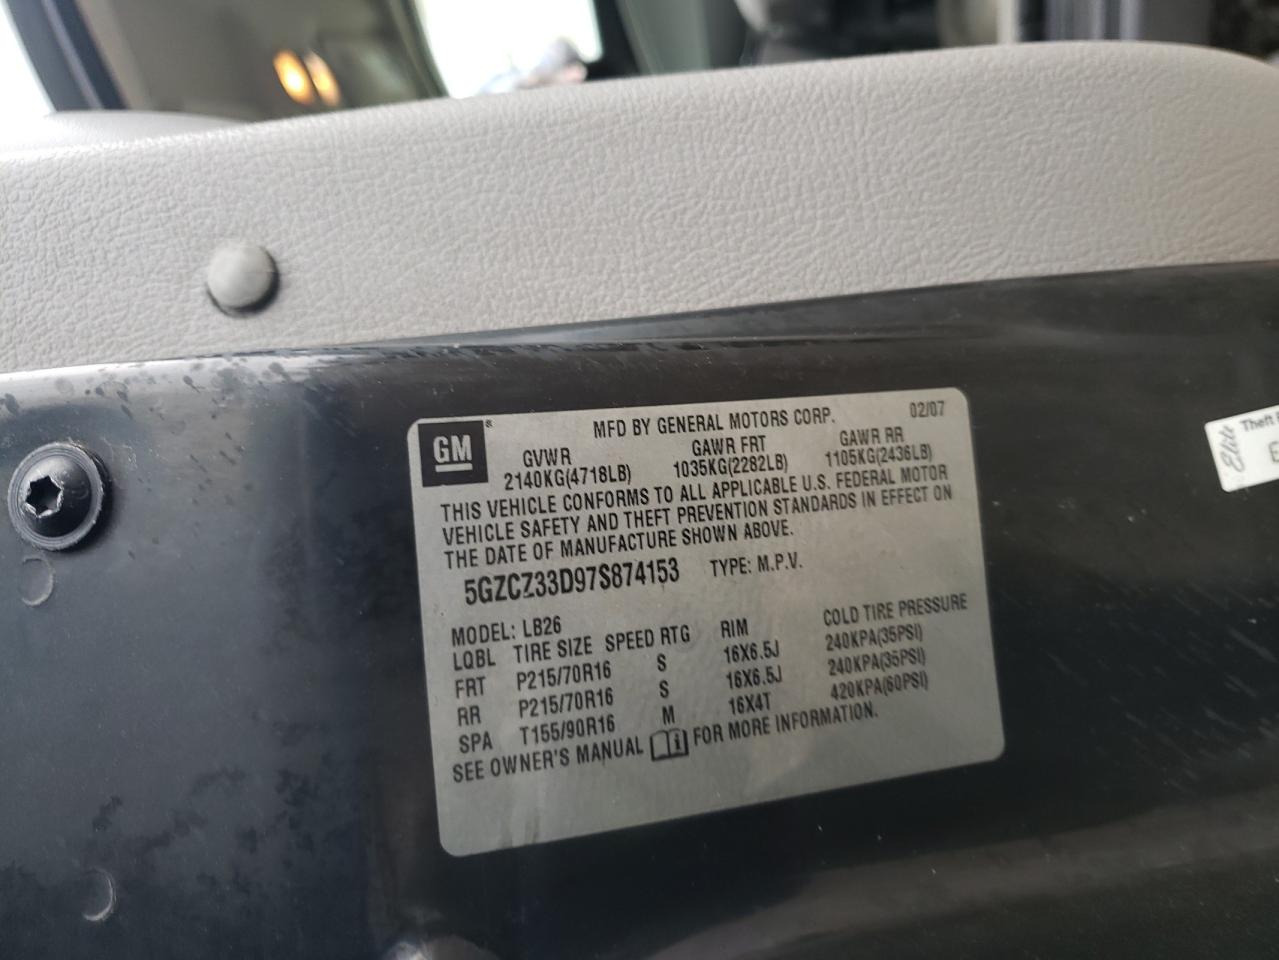 GM
®
MFD BY GENERAL MOTORS CORP. 02/07
GVWR GAWR FRT GAWR RR
2140KG(4718LB) 1035KG(2282LB) 1105KG(2436LB)
THIS VEHICLE CONFORMS TO ALL APPLICABLE U.S. FEDERAL MOTOR
VEHICLE SAFETY AND THEFT PREVENTION STANDARDS IN EFFECT ON
THE DATE OF MANUFACTURE SHOWN ABOVE.
5GZCZ33D97S874153 TYPE: M.P.V.
MODEL: LB26
LQBL TIRE SIZE SPEED RTG RIM COLD TIRE PRESSURE
FRT P215/70R16 S 16X6.5J 240KPA(35PSI)
RR P215/70R16 S 16X6.5J 240KPA(35PSI)
SPA T155/90R16 M 16X4T 420KPA(60PSI)
SEE OWNER'S MANUAL FOR MORE INFORMATION.
Elite
Theft